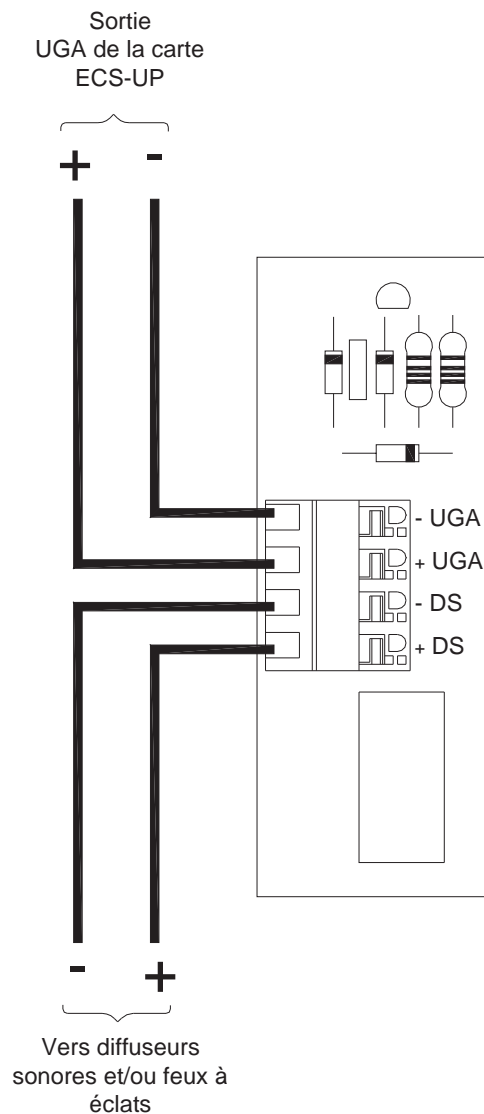 Sortie
UGA de la carte
ECS-UP
+ -
- UGA
+ UGA
- DS
+ DS
- +
Vers diffuseurs
sonores et/ou feux à
éclats